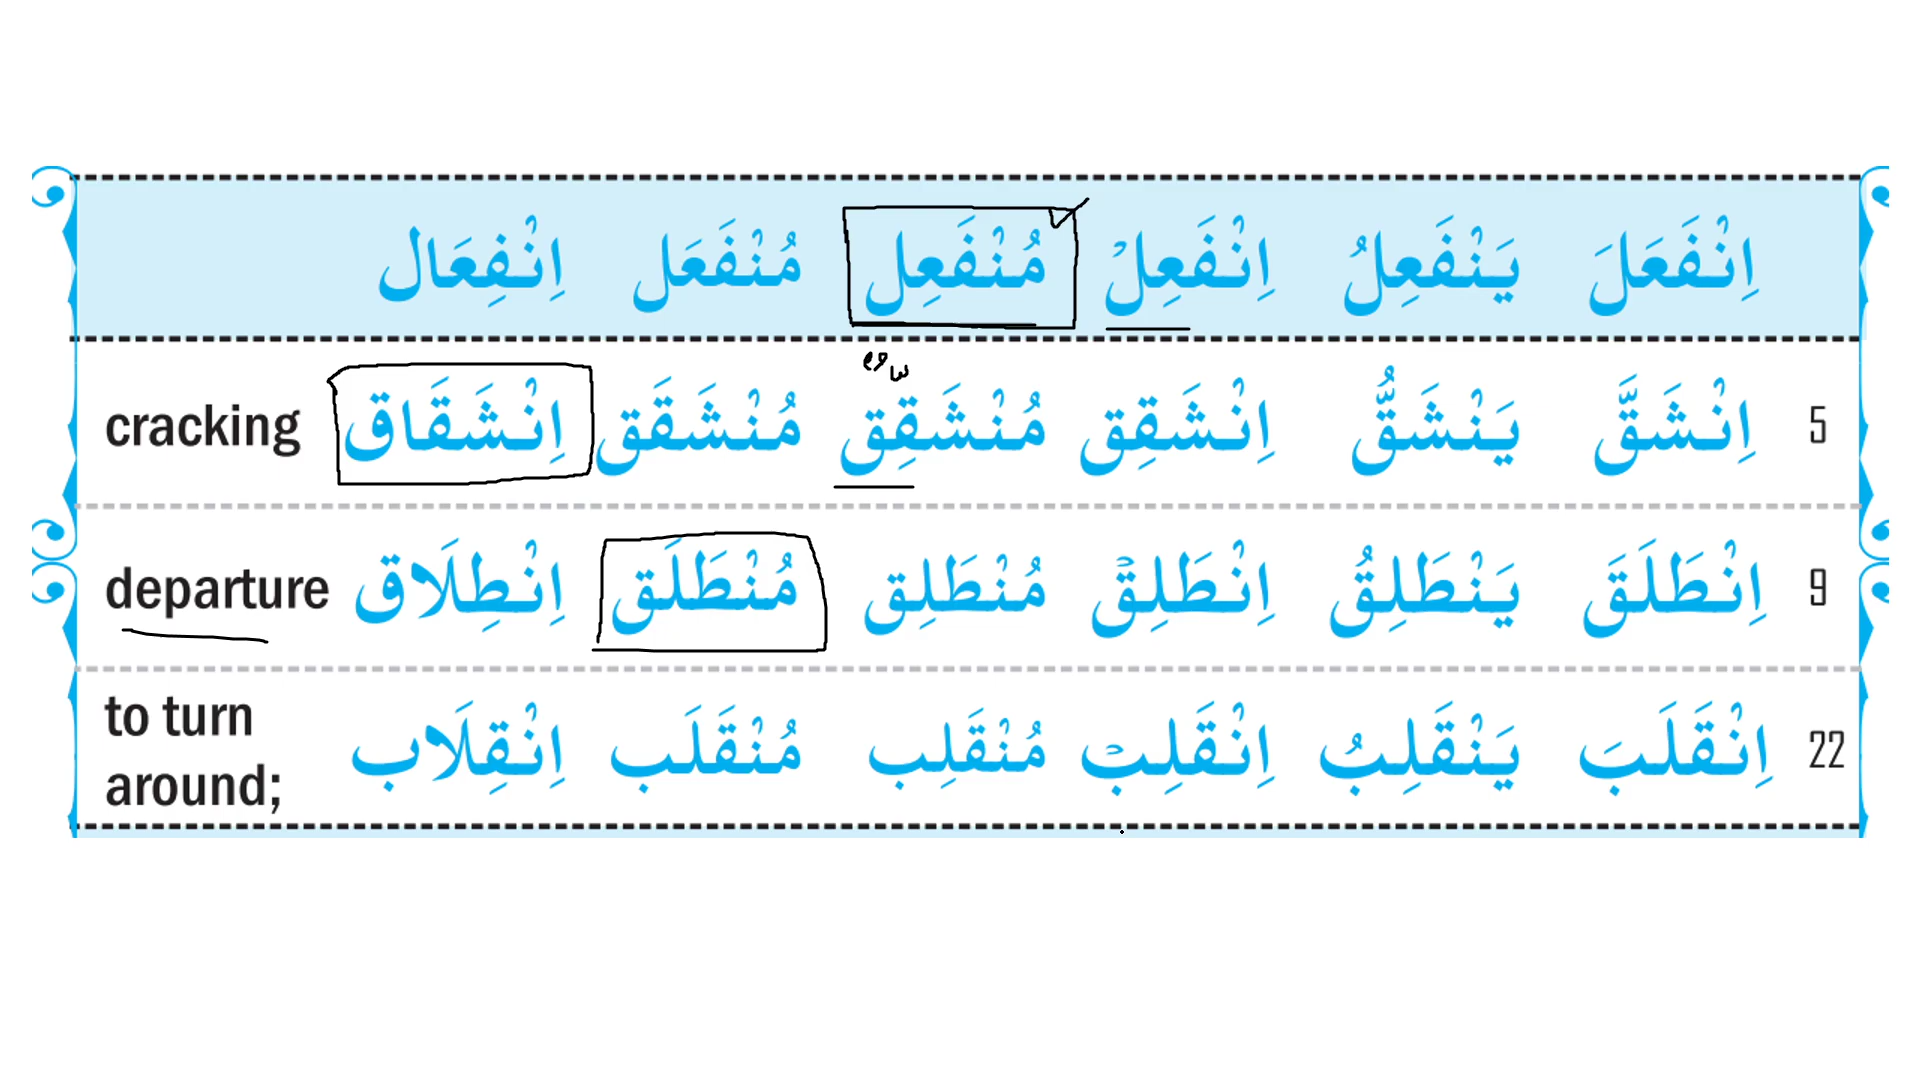 اِنْفَعَلَ يَنْفَعِلُ اِنْفَعِلْ مُنْفَعِل مُنْفَعَل اِنْفِعَال
5 اِنْشَقَّ يَنْشَقُّ اِنْشَقِق مُنْشَقِق مُنْشَقَق اِنْشَقَاق cracking
9 اِنْطَلَقَ يَنْطَلِقُ اِنْطَلِقْ مُنْطَلِق مُنْطَلَق اِنْطِلَاق departure
22 اِنْقَلَبَ يَنْقَلِبُ اِنْقَلِبْ مُنْقَلِب مُنْقَلَب اِنْقِلَاب to turn
around;